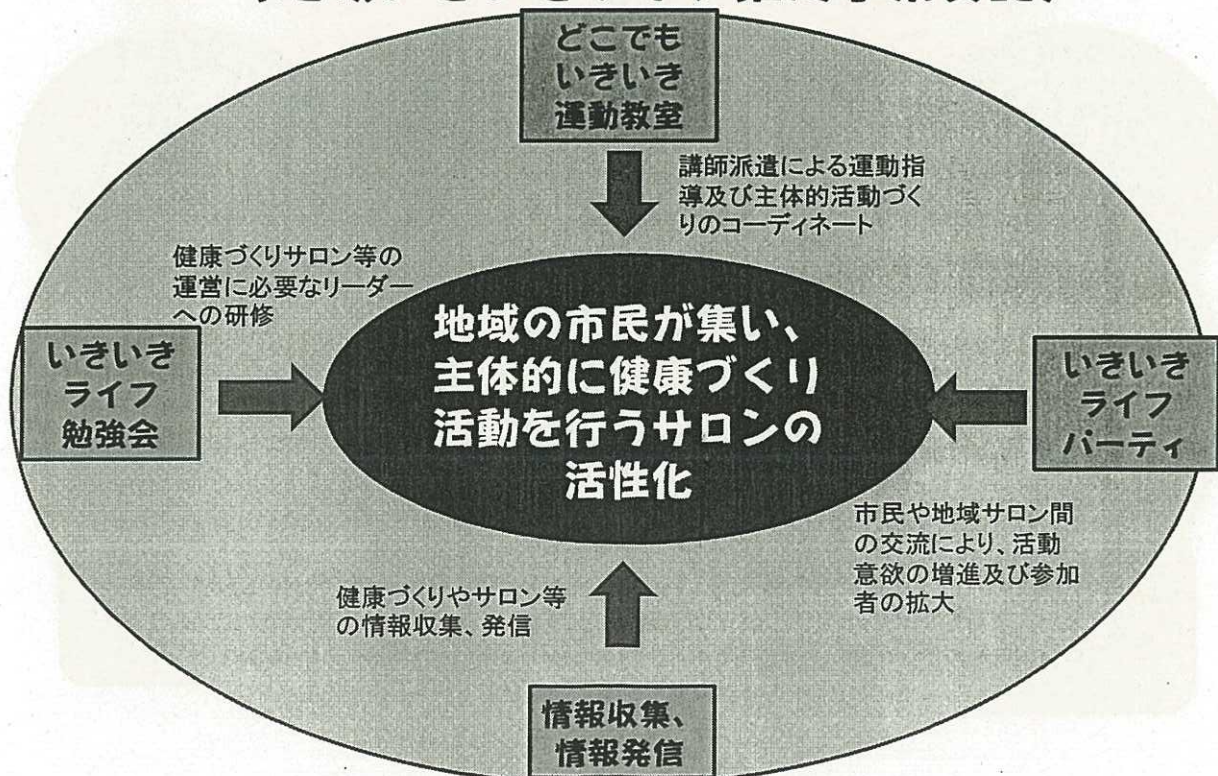 どこでも
いきいき
運動教室
講師派遣による運動指
導及び主体的活動づく
りのコーディネート
健康づくりサロン等の
運営に必要なリーダー
への研修
いきいき
ライフ
勉強会
地域の市民が集い、
主体的に健康づくり
活動を行うサロンの
活性化
いきいき
ライフ
パーティ
市民や地域サロン間
の交流により、活動
意欲の増進及び参加
者の拡大
健康づくりやサロン等
の情報収集、発信
情報収集、
情報発信